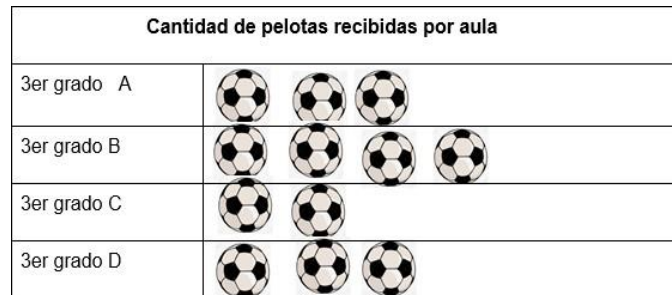 Cantidad de pelotas recibidas por aula
3er grado A
3er grado B
3er grado C
3er grado D